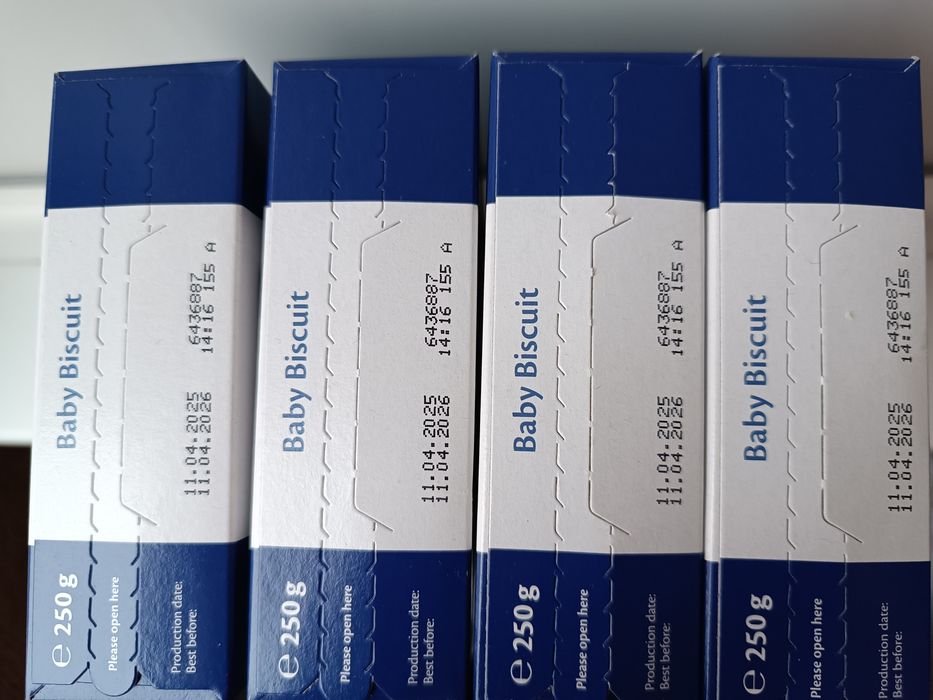 Baby Biscuit
℮ 250g
Please open here
Production date: 11.04.2025 6436887
Best before: 11.04.2026 14:16 155 A
Baby Biscuit
℮ 250g
Please open here
Production date: 11.04.2025 6436887
Best before: 11.04.2026 14:16 155 A
Baby Biscuit
℮ 250g
Please open here
Production date: 11.04.2025 6436887
Best before: 11.04.2026 14:16 155 A
Baby Biscuit
℮ 250g
Please open here
Production date: 11.04.2025 6436887
Best before: 11.04.2026 14:16 155 A